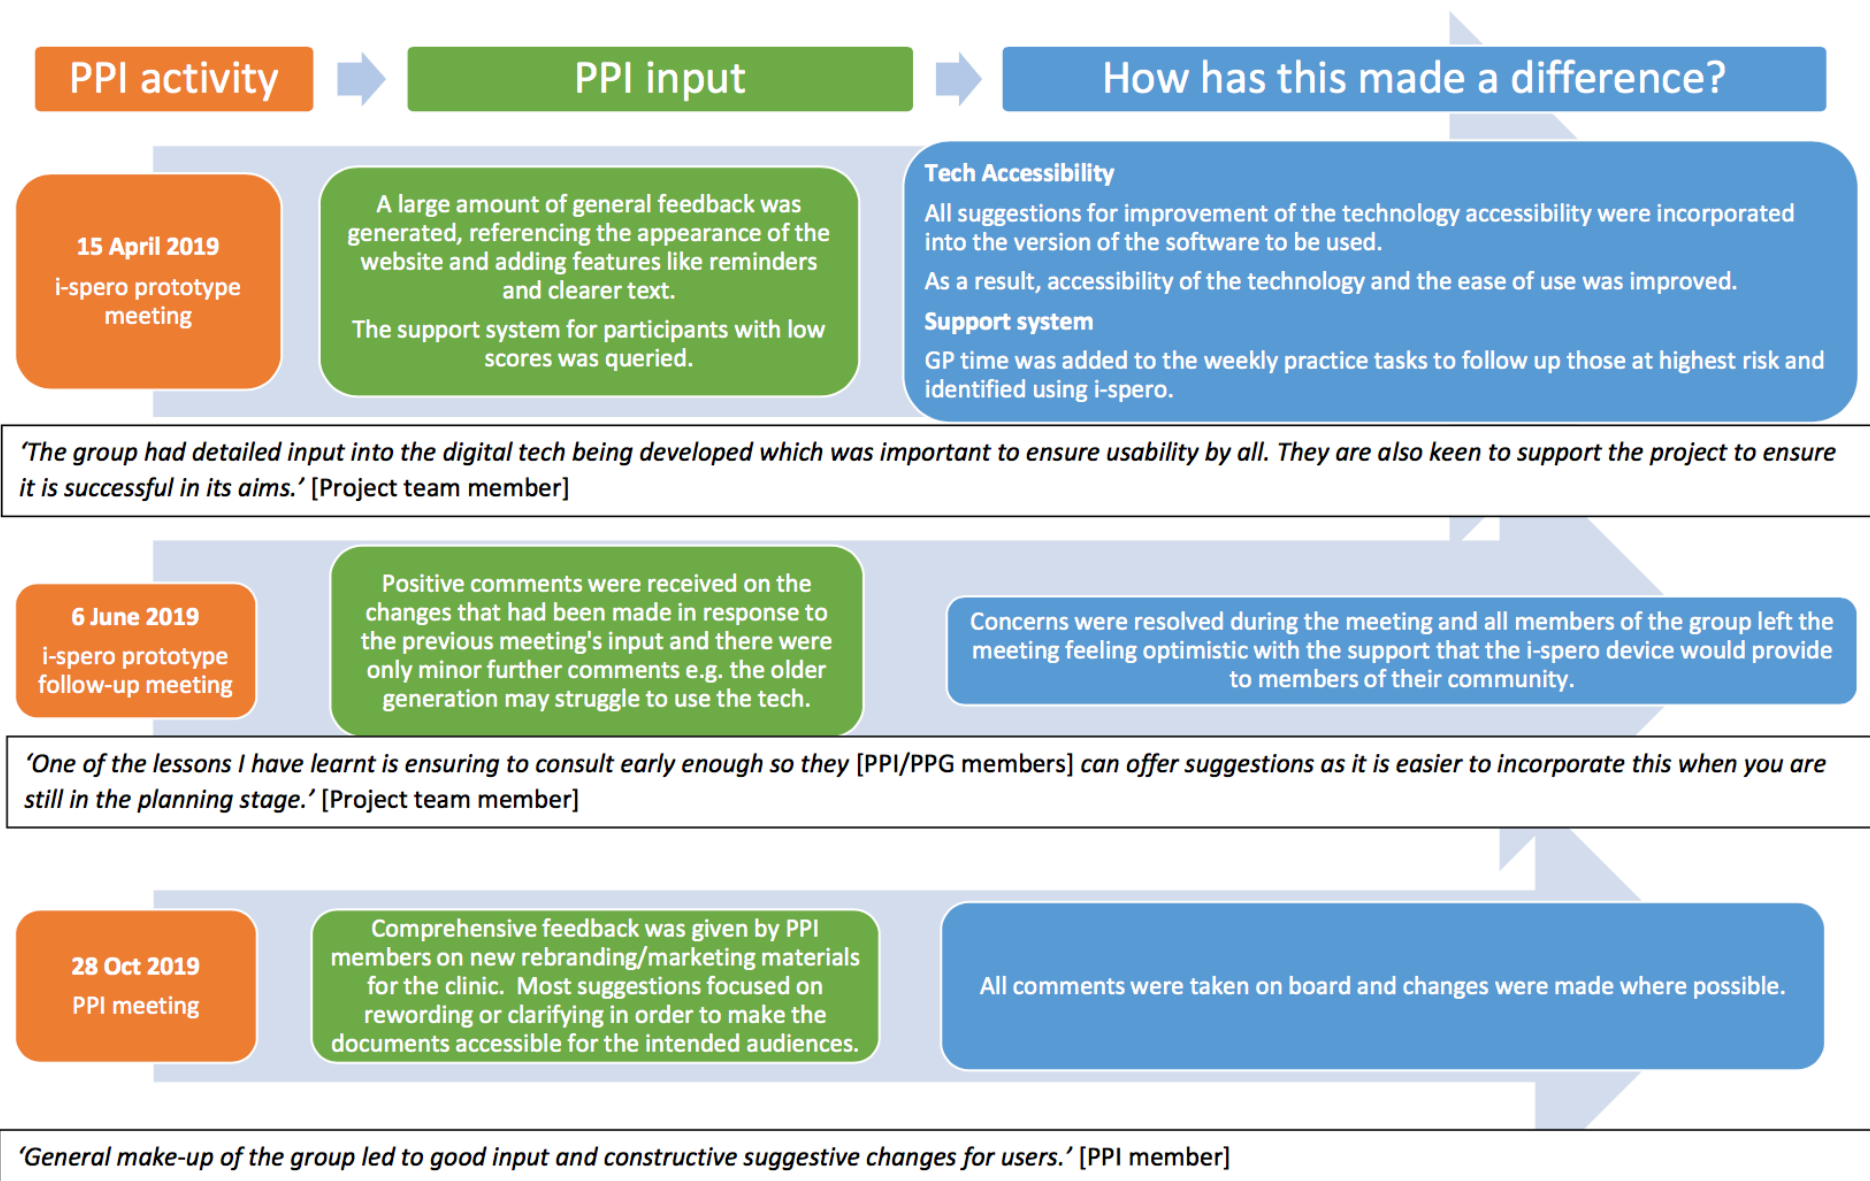 PPI activity
PPI input
How has this made a difference?
15 April 2019
i-spero prototype
meeting
A large amount of general feedback was
generated, referencing the appearance of the
website and adding features like reminders
and clearer text.
The support system for participants with low
scores was queried.
Tech Accessibility
All suggestions for improvement of the technology accessibility were incorporated
into the version of the software to be used.
As a result, accessibility of the technology and the ease of use was improved.
Support system
GP time was added to the weekly practice tasks to follow up those at highest risk and
identified using i-spero.
‘The group had detailed input into the digital tech being developed which was important to ensure usability by all. They are also keen to support the project to ensure
it is successful in its aims.’ [Project team member]
6 June 2019
i-spero prototype
follow-up meeting
Positive comments were received on the
changes that had been made in response to
the previous meeting's input and there were
only minor further comments e.g. the older
generation may struggle to use the tech.
Concerns were resolved during the meeting and all members of the group left the
meeting feeling optimistic with the support that the i-spero device would provide
to members of their community.
‘One of the lessons I have learnt is ensuring to consult early enough so they [PPI/PPG members] can offer suggestions as it is easier to incorporate this when you are
still in the planning stage.’ [Project team member]
28 Oct 2019
PPI meeting
Comprehensive feedback was given by PPI
members on new rebranding/marketing materials
for the clinic.  Most suggestions focused on
rewording or clarifying in order to make the
documents accessible for the intended audiences.
All comments were taken on board and changes were made where possible.
‘General make-up of the group led to good input and constructive suggestive changes for users.’ [PPI member]